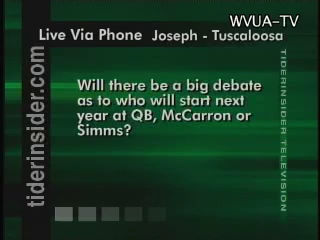 WVUA-TV
Live Via Phone Joseph - Tuscaloosa
Will there be a big debate
as to who will start next
year at QB, McCarron or
Simms?
tiderinsider.com
TIDERINSIDER TELEVISION